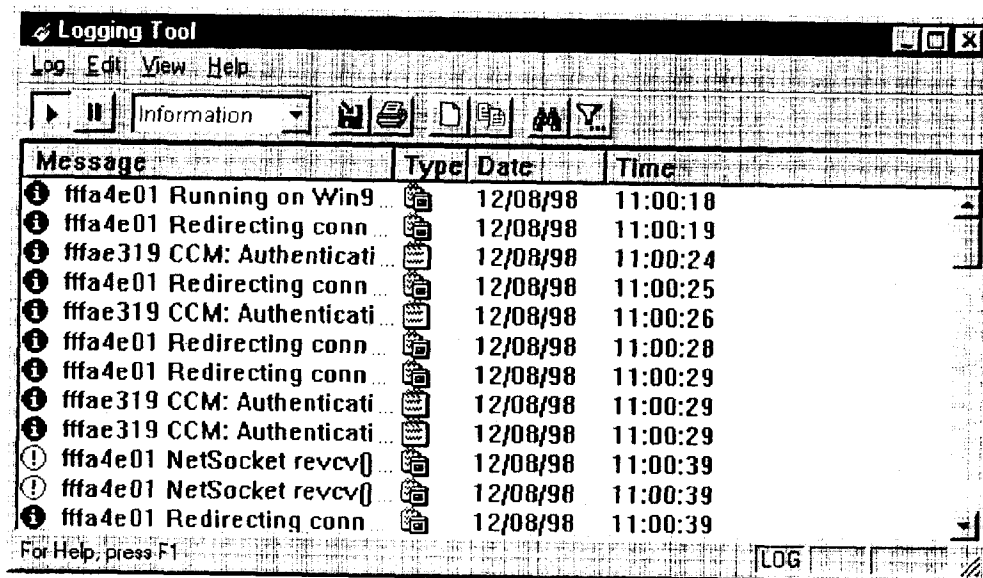 Logging Tool
Log Edit View Help
Information
Message Type Date Time
fffa4e01 Running on Win9... 12/08/98 11:00:18
fffa4e01 Redirecting conn... 12/08/98 11:00:19
fffae319 CCM: Authenticati... 12/08/98 11:00:24
fffa4e01 Redirecting conn... 12/08/98 11:00:25
fffae319 CCM: Authenticati... 12/08/98 11:00:26
fffa4e01 Redirecting conn... 12/08/98 11:00:28
fffa4e01 Redirecting conn... 12/08/98 11:00:29
fffae319 CCM: Authenticati... 12/08/98 11:00:29
fffae319 CCM: Authenticati... 12/08/98 11:00:29
fffa4e01 NetSocket revcv()... 12/08/98 11:00:39
fffa4e01 NetSocket revcv()... 12/08/98 11:00:39
fffa4e01 Redirecting conn... 12/08/98 11:00:39
For Help, press F1 LOG